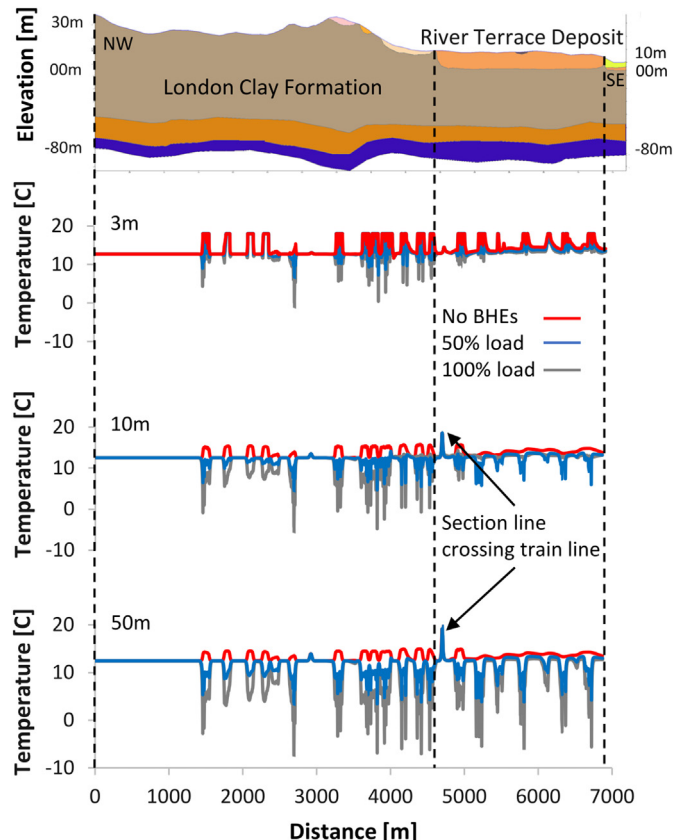 Elevation [m]
30m
00m
-80m
NW
London Clay Formation
River Terrace Deposit
10m
00m
SE
-80m
Temperature [C]
20
10
0
-10
3m
No BHEs
50% load
100% load
Temperature [C]
20
10
0
-10
10m
Section line
crossing train line
Temperature [C]
20
10
0
-10
50m
0 1000 2000 3000 4000 5000 6000 7000
Distance [m]